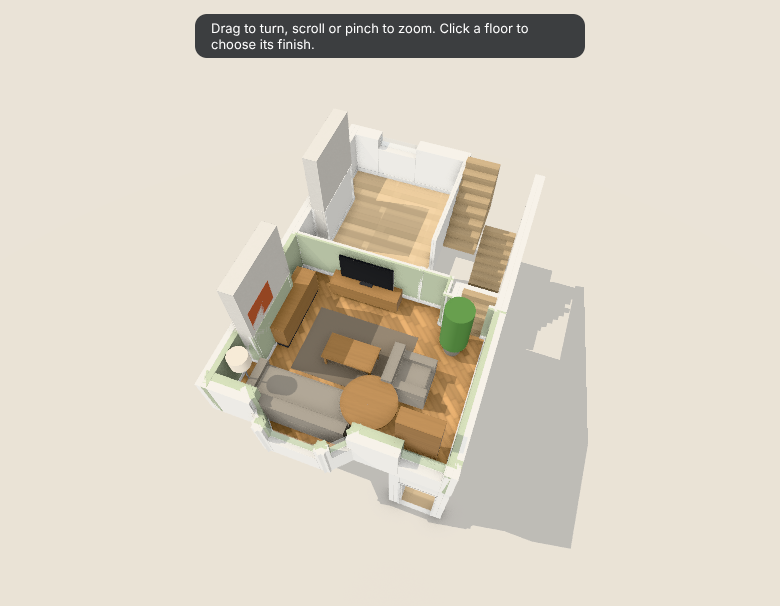 Drag to turn, scroll or pinch to zoom. Click a floor to
choose its finish.